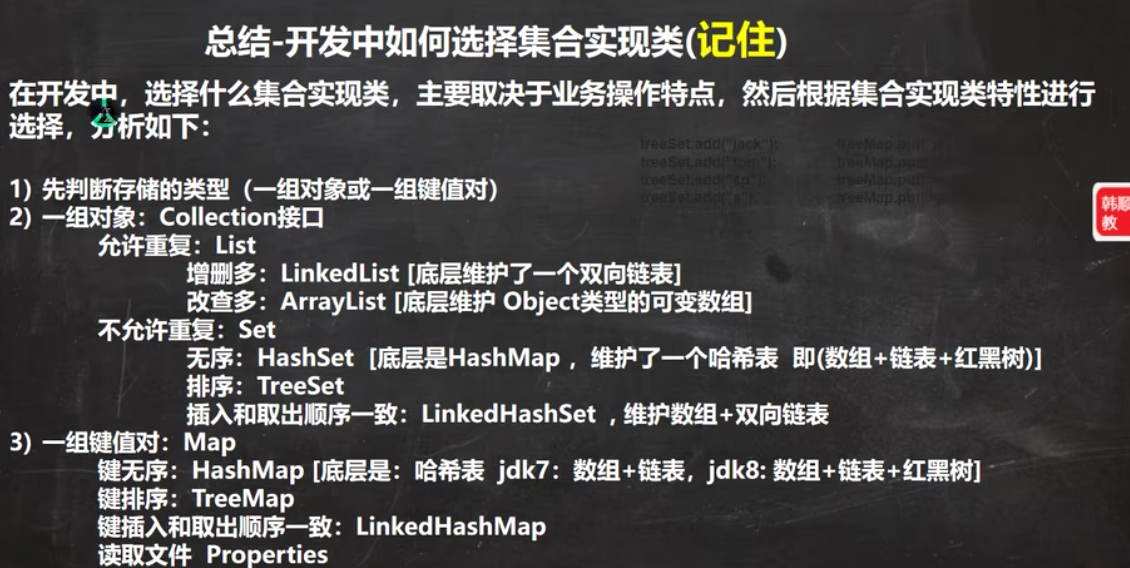 总结-开发中如何选择集合实现类(记住)
在开发中，选择什么集合实现类，主要取决于业务操作特点，然后根据集合实现类特性进行
选择，分析如下：
treeSet.add("jack"); treeMap.put
treeSet.add("tom"); treeMap.put
treeSet.add("sp"); treeMap.put
treeSet.add("a"); treeMap.put
1) 先判断存储的类型（一组对象或一组键值对）
2) 一组对象：Collection接口
韩顺
教
允许重复：List
增删多：LinkedList [底层维护了一个双向链表]
改查多：ArrayList [底层维护 Object类型的可变数组]
不允许重复：Set
无序：HashSet [底层是HashMap ，维护了一个哈希表 即(数组+链表+红黑树)]
排序：TreeSet
插入和取出顺序一致：LinkedHashSet ，维护数组+双向链表
3) 一组键值对：Map
键无序：HashMap [底层是：哈希表 jdk7：数组+链表，jdk8: 数组+链表+红黑树]
键排序：TreeMap
键插入和取出顺序一致：LinkedHashMap
读取文件 Properties